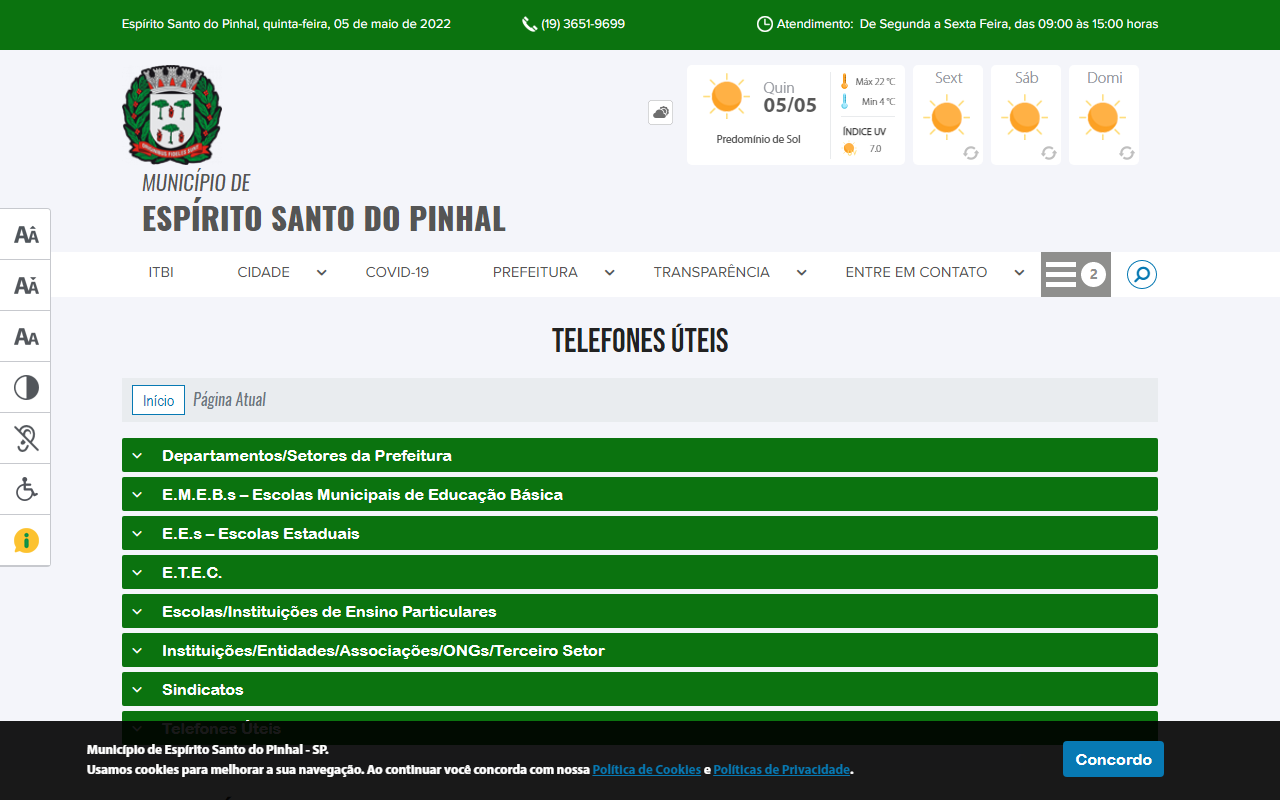 Espírito Santo do Pinhal, quinta-feira, 05 de maio de 2022
(19) 3651-9699
Atendimento: De Segunda a Sexta Feira, das 09:00 às 15:00 horas
MUNICÍPIO DE
ESPÍRITO SANTO DO PINHAL
Quin
05/05
Predomínio de Sol
Máx 22 ºC
Min 4 ºC
ÍNDICE UV
7.0
Sext
Sáb
Domi
ITBI
CIDADE
COVID-19
PREFEITURA
TRANSPARÊNCIA
ENTRE EM CONTATO
2
TELEFONES ÚTEIS
Início
Página Atual
Departamentos/Setores da Prefeitura
E.M.E.B.s – Escolas Municipais de Educação Básica
E.E.s – Escolas Estaduais
E.T.E.C.
Escolas/Instituições de Ensino Particulares
Instituições/Entidades/Associações/ONGs/Terceiro Setor
Sindicatos
Telefones Úteis
Município de Espírito Santo do Pinhal - SP.
Usamos cookies para melhorar a sua navegação. Ao continuar você concorda com nossa Política de Cookies e Políticas de Privacidade.
Concordo